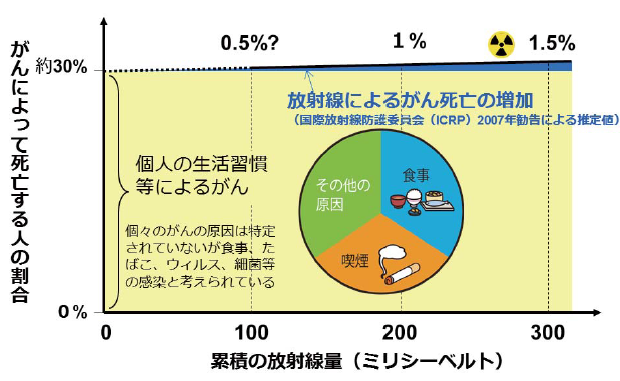 がんによって死亡する人の割合
0.5%?
1%
1.5%
約30%
放射線によるがん死亡の増加
（国際放射線防護委員会（ICRP）2007年勧告による推定値）
個人の生活習慣
等によるがん
個々のがんの原因は特定
されていないが食事、た
ばこ、ウィルス、細菌等
の感染と考えられている
その他の
原因
食事
喫煙
0%
0
100
200
300
累積の放射線量（ミリシーベルト）